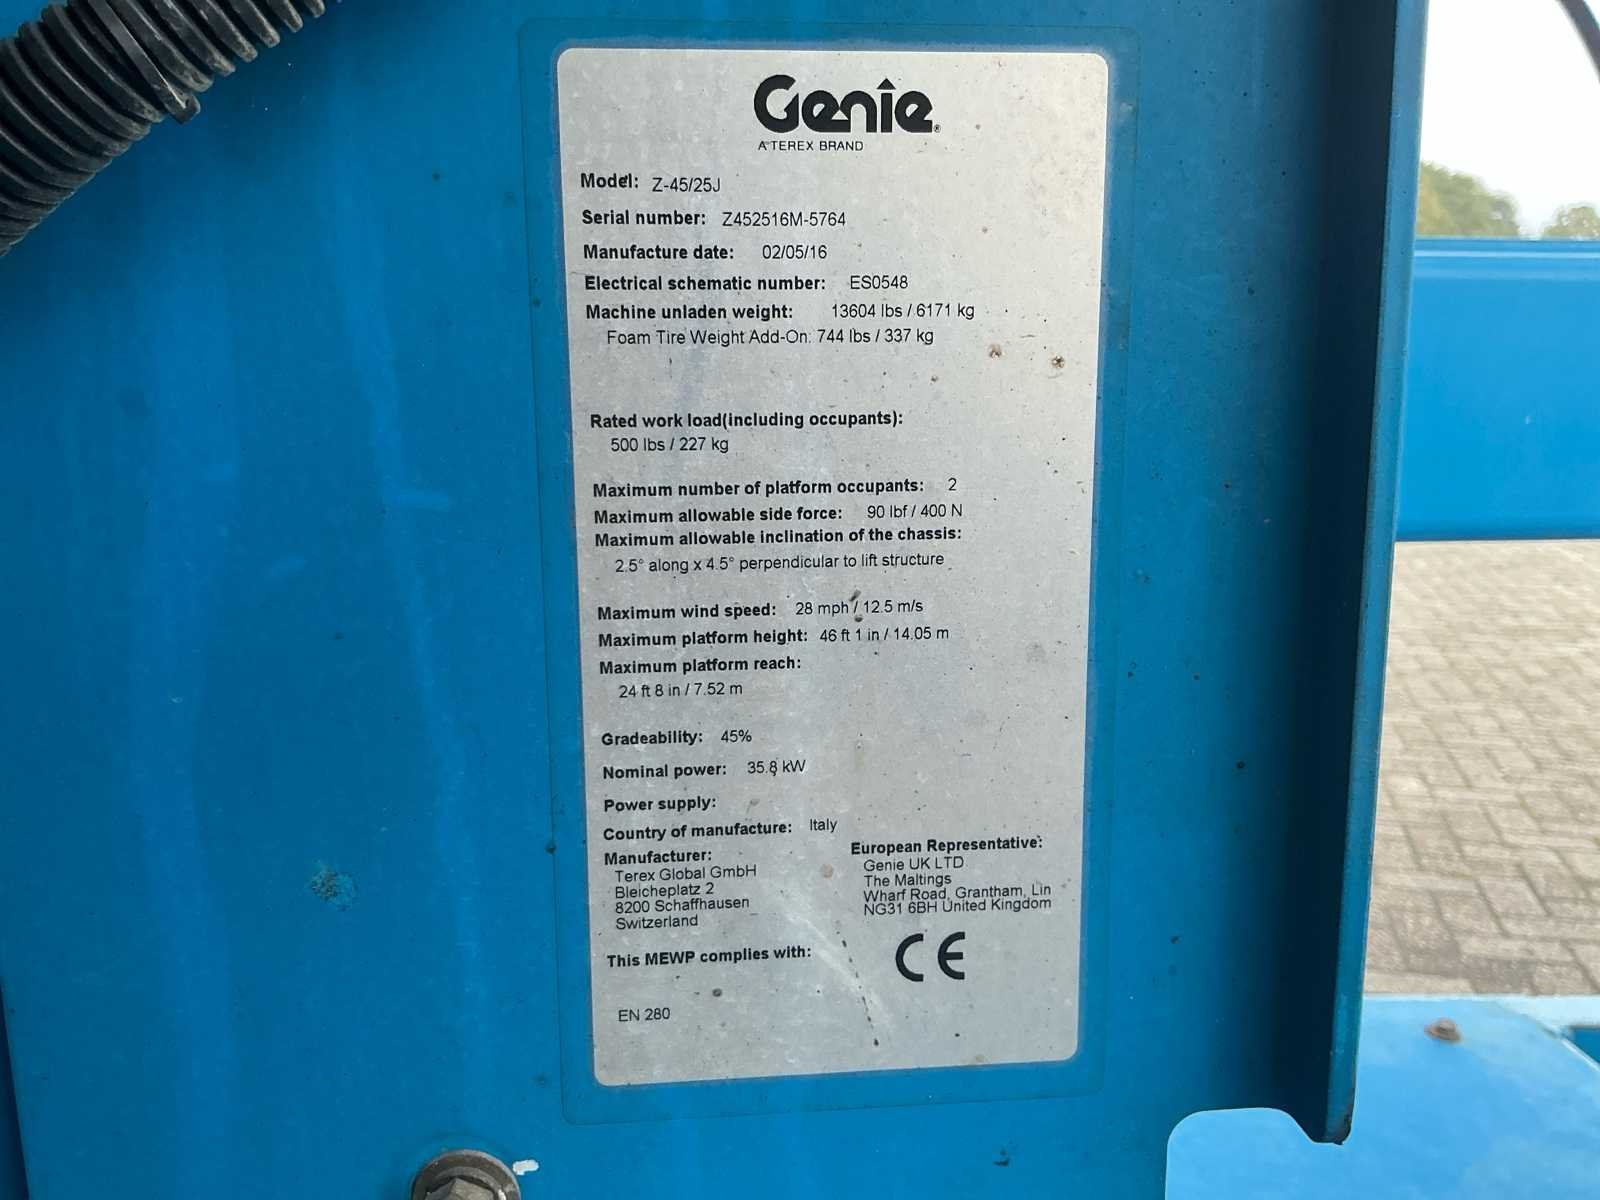 Genie®
A TEREX BRAND
Model: Z-45/25J
Serial number: Z452516M-5764
Manufacture date: 02/05/16
Electrical schematic number: ES0548
Machine unladen weight: 13604 lbs / 6171 kg
Foam Tire Weight Add-On: 744 lbs / 337 kg
Rated work load(including occupants):
500 lbs / 227 kg
Maximum number of platform occupants: 2
Maximum allowable side force: 90 lbf / 400 N
Maximum allowable inclination of the chassis:
2.5° along x 4.5° perpendicular to lift structure
Maximum wind speed: 28 mph / 12.5 m/s
Maximum platform height: 46 ft 1 in / 14.05 m
Maximum platform reach:
24 ft 8 in / 7.52 m
Gradeability: 45%
Nominal power: 35.8 kW
Power supply:
Country of manufacture: Italy
Manufacturer:
Terex Global GmbH
Bleicheplatz 2
8200 Schaffhausen
Switzerland
European Representative:
Genie UK LTD
The Maltings
Wharf Road, Grantham, Lin
NG31 6BH United Kingdom
This MEWP complies with:
CE
EN 280